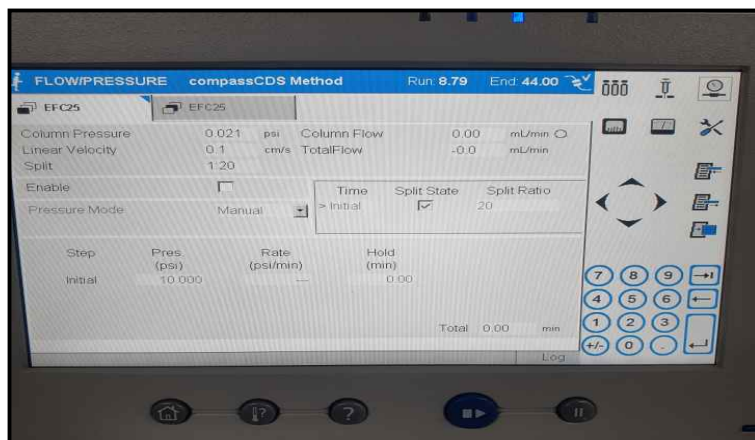 FLOW/PRESSURE compassCDS Method Run: 8.79 End: 44.00
EFC25 EFC25
Column Pressure 0.021 psi Column Flow 0.00 mL/min
Linear Velocity 0.1 cm/s TotalFlow -0.0 mL/min
Split 1:20
Enable
Time Split State Split Ratio
Pressure Mode Manual > Initial 20
Step Pres. Rate Hold
(psi) (psi/min) (min)
Initial 10.000 --- 0.00
Total 0.00 min
Log
7 8 9
4 5 6
1 2 3
+/- 0 .
? ?